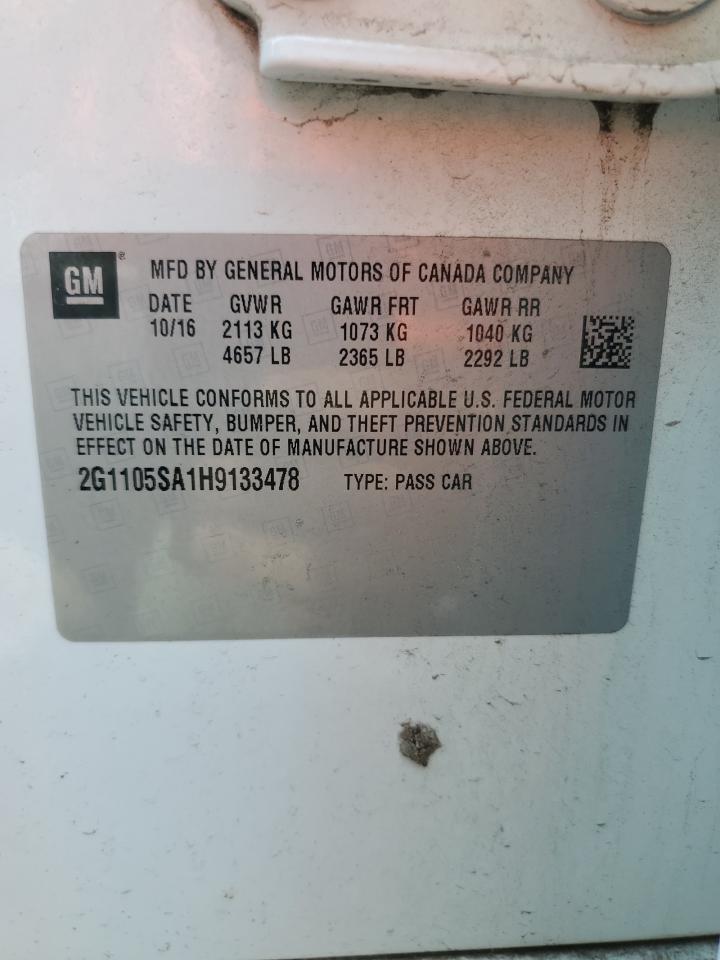 GM ®
MFD BY GENERAL MOTORS OF CANADA COMPANY
DATE GVWR GAWR FRT GAWR RR
10/16 2113 KG 1073 KG 1040 KG
4657 LB 2365 LB 2292 LB
THIS VEHICLE CONFORMS TO ALL APPLICABLE U.S. FEDERAL MOTOR
VEHICLE SAFETY, BUMPER, AND THEFT PREVENTION STANDARDS IN
EFFECT ON THE DATE OF MANUFACTURE SHOWN ABOVE.
2G1105SA1H9133478 TYPE: PASS CAR